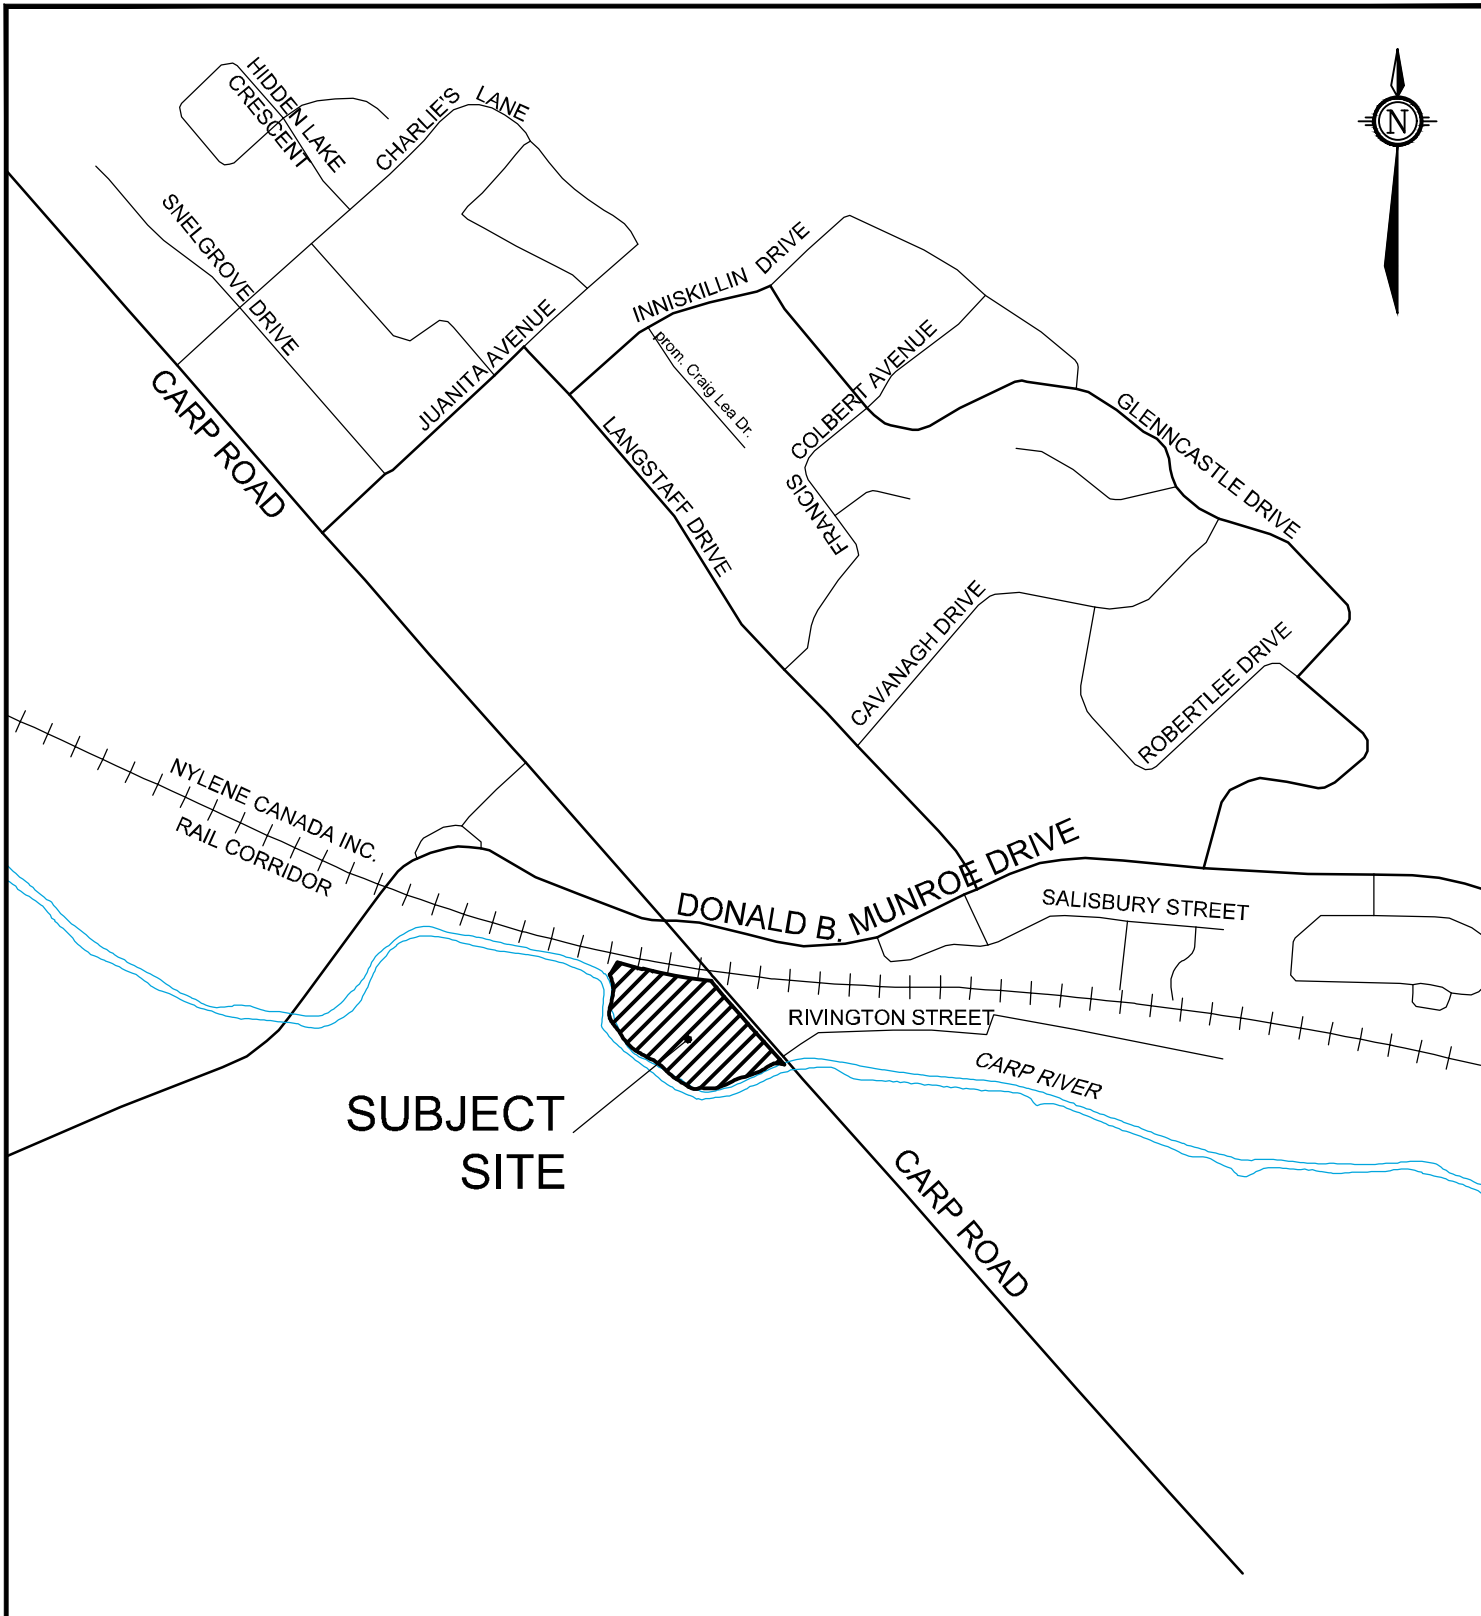 HIDDEN LAKE
CRESCENT
CHARLIE'S LANE
N
SNELGROVE DRIVE
INNISKILLIN DRIVE
JUANITA AVENUE
prom. Craig Lea Dr.
COLBERT AVENUE
CARP ROAD
GLENNCASTLE DRIVE
LANGSTAFF DRIVE
FRANCIS
CAVANAGH DRIVE
ROBERTLEE DRIVE
NYLENE CANADA INC.
RAIL CORRIDOR
DONALD B. MUNROE DRIVE
SALISBURY STREET
RIVINGTON STREET
CARP RIVER
SUBJECT
SITE
CARP ROAD